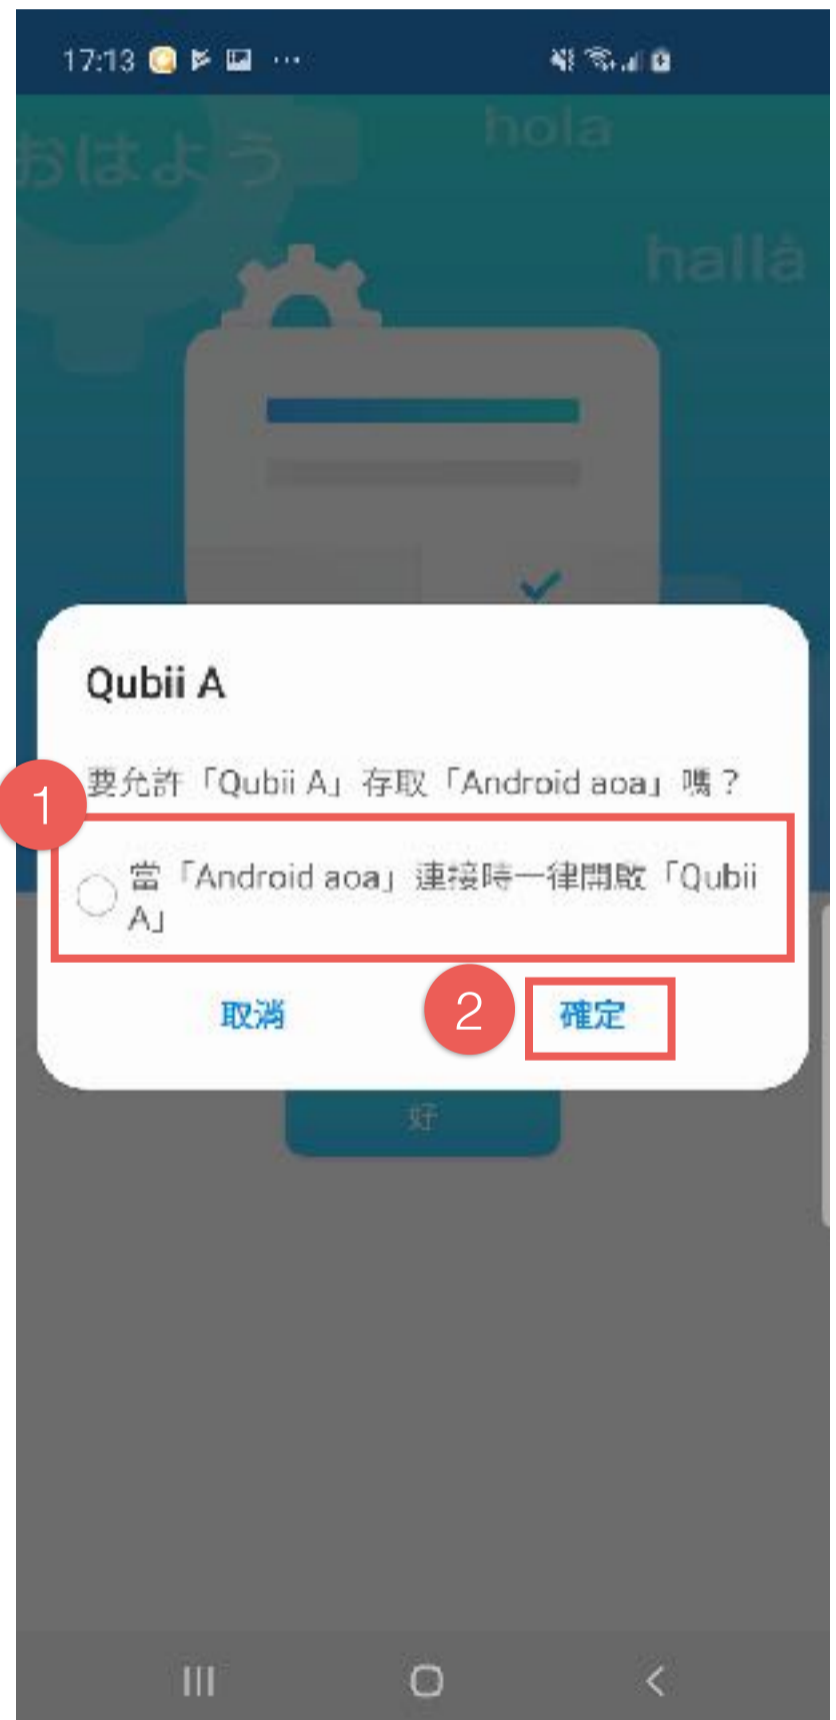 17:13
おはよう
hola
hallå
Qubii A
要允許「Qubii A」存取「Android aoa」嗎？
1
當「Android aoa」連接時一律開啟「Qubii
A」
取消
2
確定
好